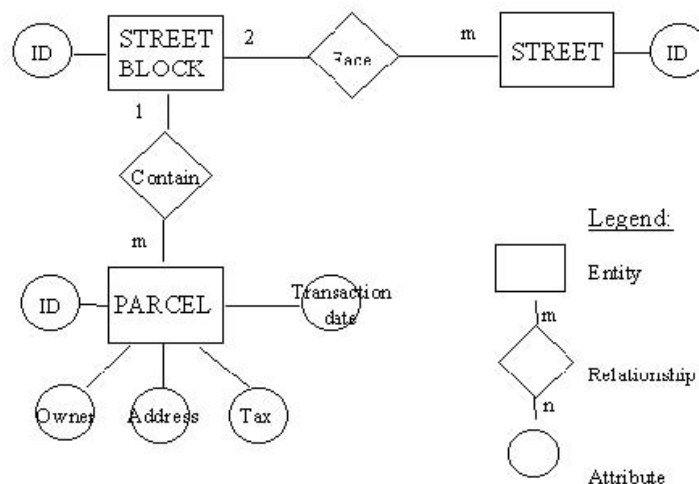 ID
STREET
BLOCK
2
Face
m
STREET
ID
1
Contain
m
ID
PARCEL
Transaction
date
Owner
Address
Tax
Legend:
Entity
m
Relationship
n
Attribute